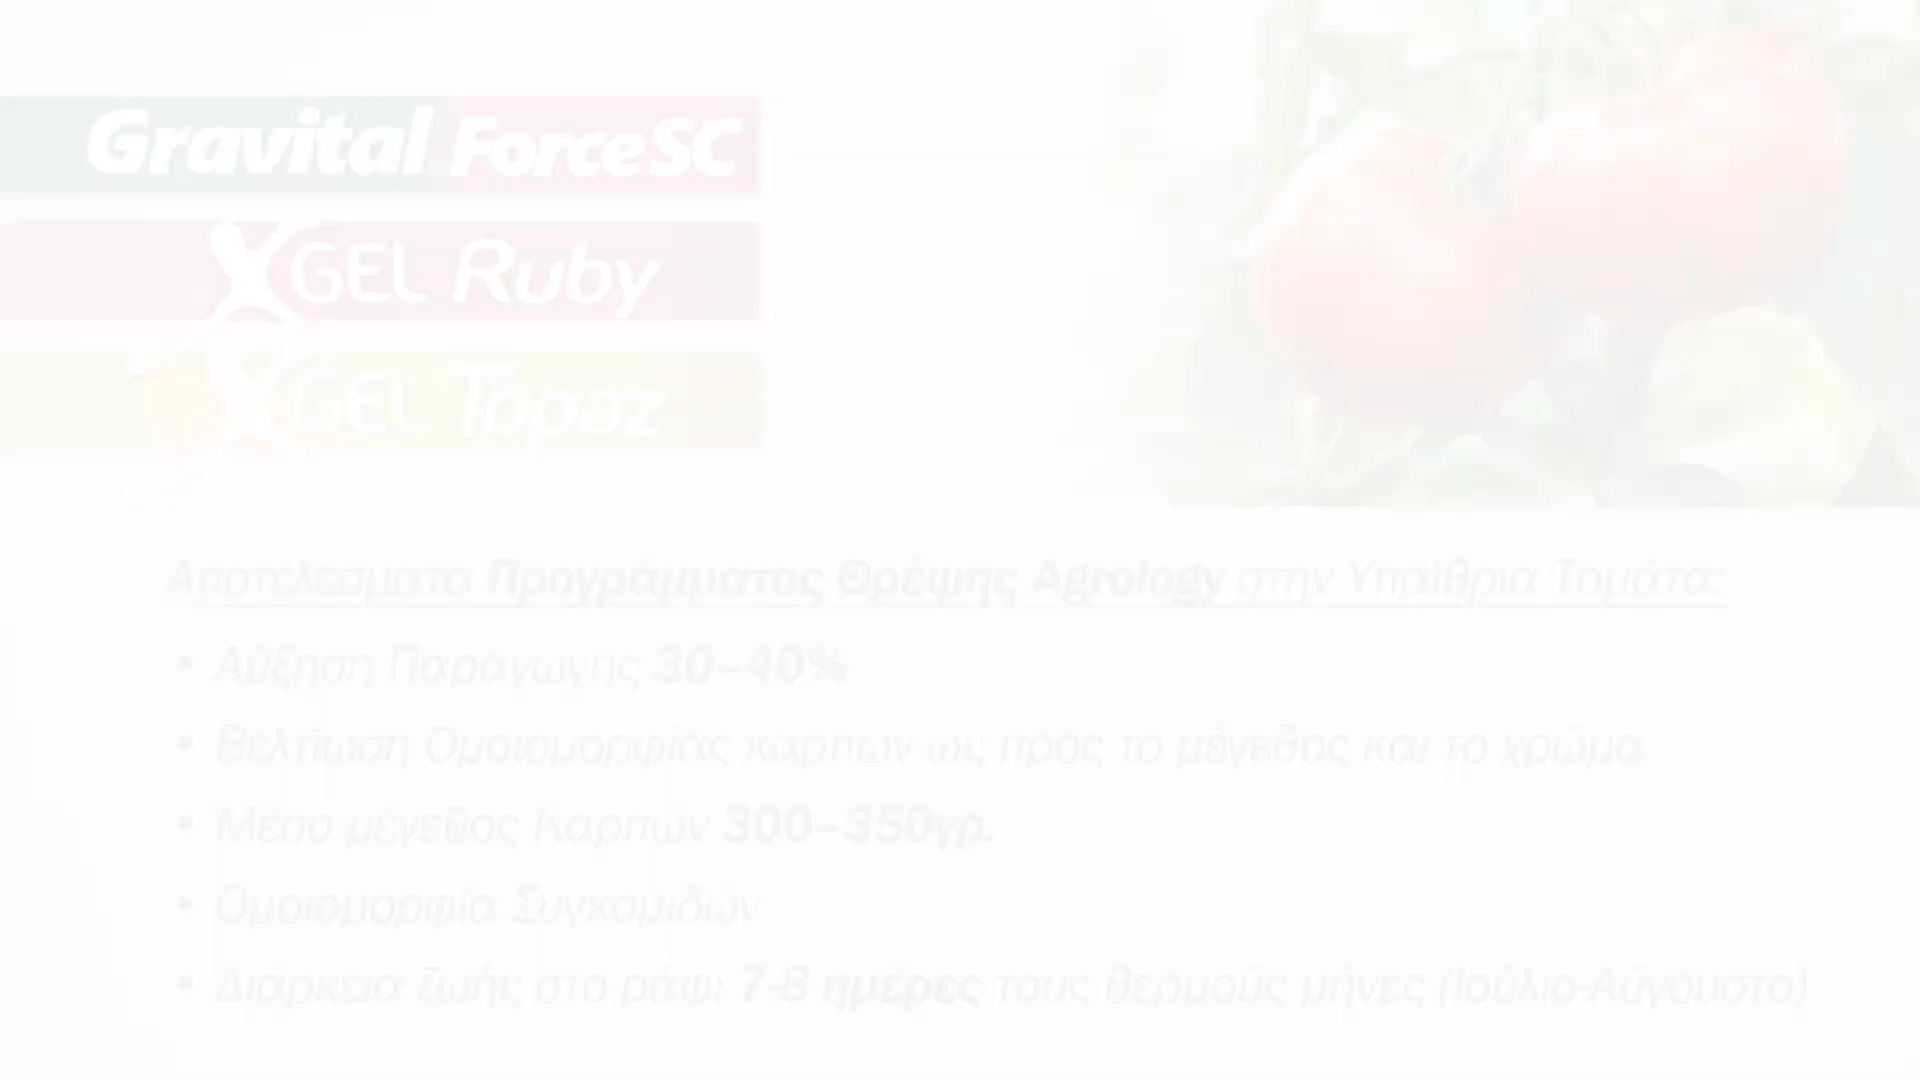 Gravital Force SC
XGEL Ruby
XGEL Topaz
Αποτελέσματα Προγράμματος Θρέψης Agrology στην Υπαίθρια Τομάτα:
• Αύξηση Παραγωγής 30–40%
• Βελτίωση Ομοιομορφίας καρπών ως προς το μέγεθος και το χρώμα
• Μέσο μέγεθος Καρπών 300–350γρ.
• Ομοιομορφία Συγκομιδών
• Διάρκεια ζωής στο ράφι 7-8 ημέρες τους θερμούς μήνες (Ιούλιο-Αύγουστο)